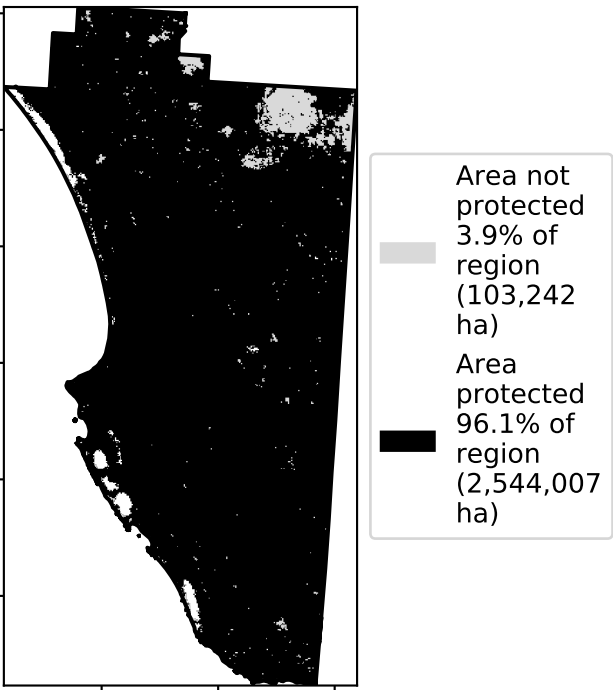 Area not
protected
3.9% of
region
(103,242
ha)
Area
protected
96.1% of
region
(2,544,007
ha)